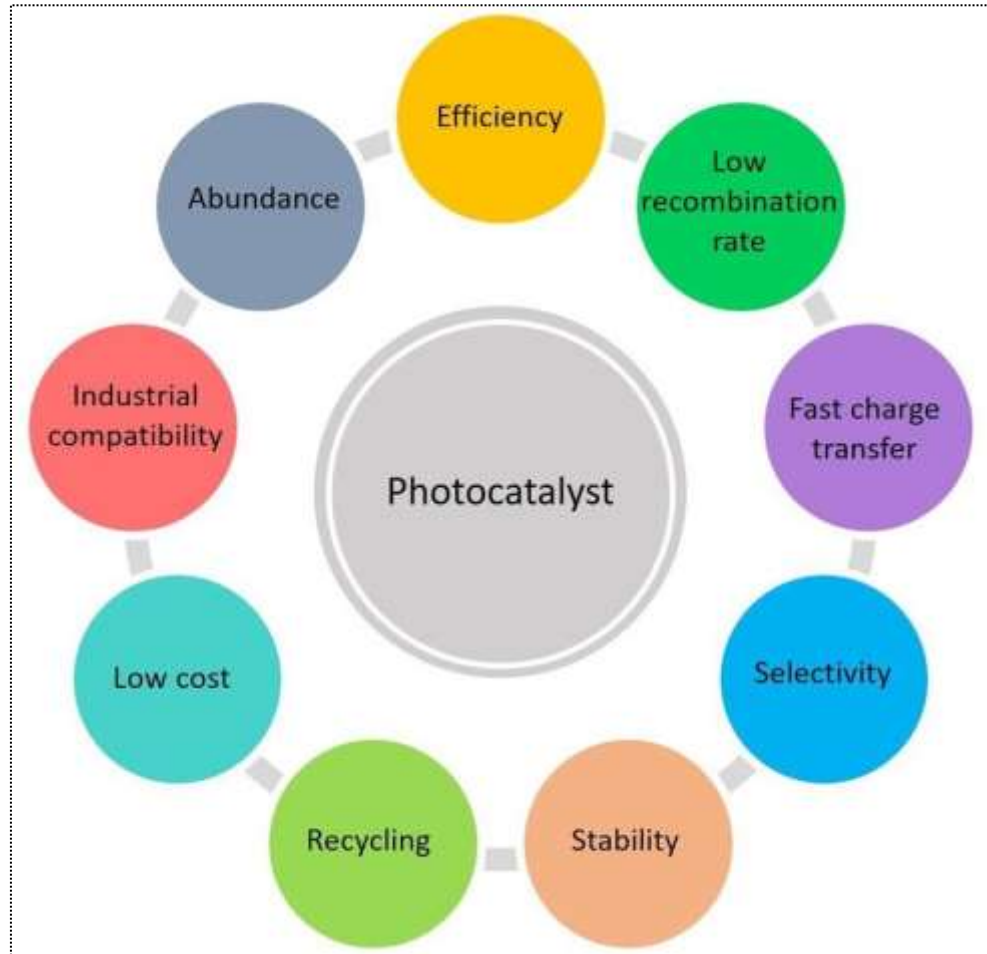 Efficiency
Low
recombination
rate
Fast charge
transfer
Selectivity
Stability
Recycling
Low cost
Industrial
compatibility
Abundance
Photocatalyst